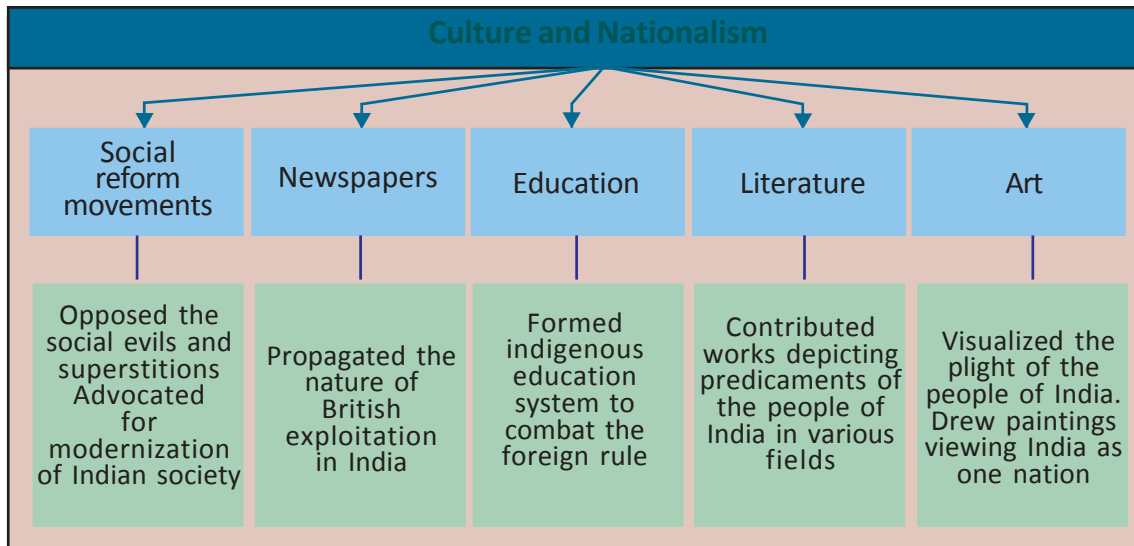 Culture and Nationalism
Social
reform
movements
Newspapers
Education
Literature
Art
Opposed the
social evils and
superstitions
Advocated
for
modernization
of Indian society
Propagated the
nature of
British
exploitation
in India
Formed
indigenous
education
system to
combat the
foreign rule
Contributed
works depicting
predicaments of
the people of
India in various
fields
Visualized the
plight of the
people of India.
Drew paintings
viewing India as
one nation